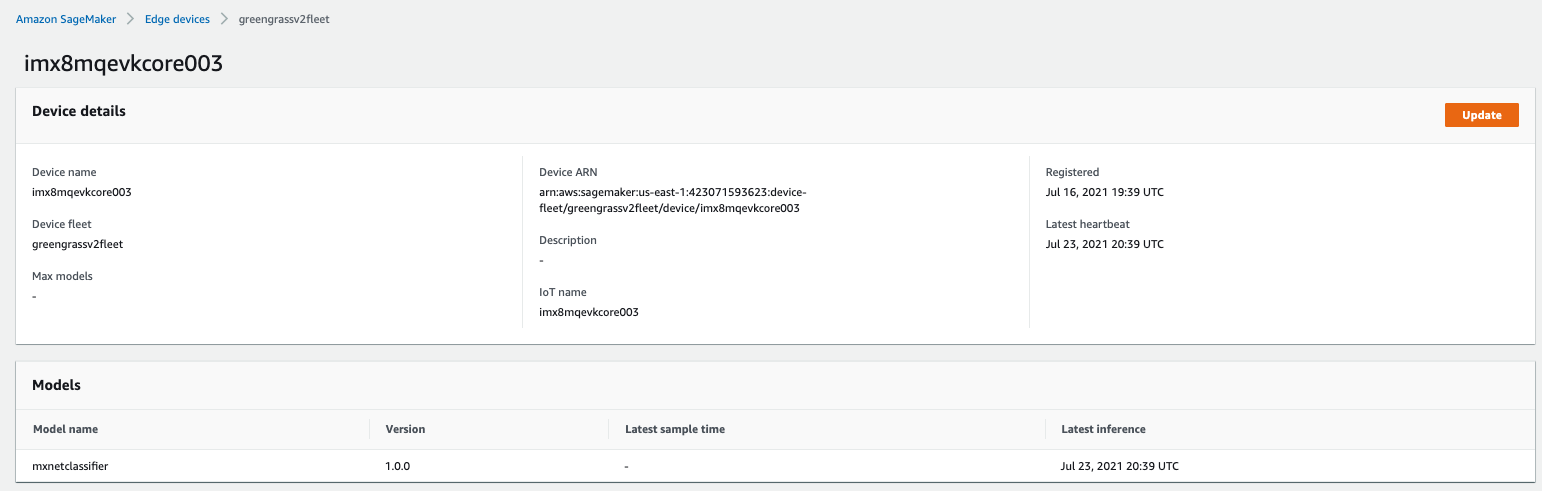 Amazon SageMaker > Edge devices > greengrassv2fleet
imx8mqevkcore003
Device details
Update
Device name
imx8mqevkcore003
Device fleet
greengrassv2fleet
Max models
-
Device ARN
arn:aws:sagemaker:us-east-1:423071593623:device-
fleet/greengrassv2fleet/device/imx8mqevkcore003
Description
-
IoT name
imx8mqevkcore003
Registered
Jul 16, 2021 19:39 UTC
Latest heartbeat
Jul 23, 2021 20:39 UTC
Models
Model name Version Latest sample time Latest inference
mxnetclassifier 1.0.0 - Jul 23, 2021 20:39 UTC